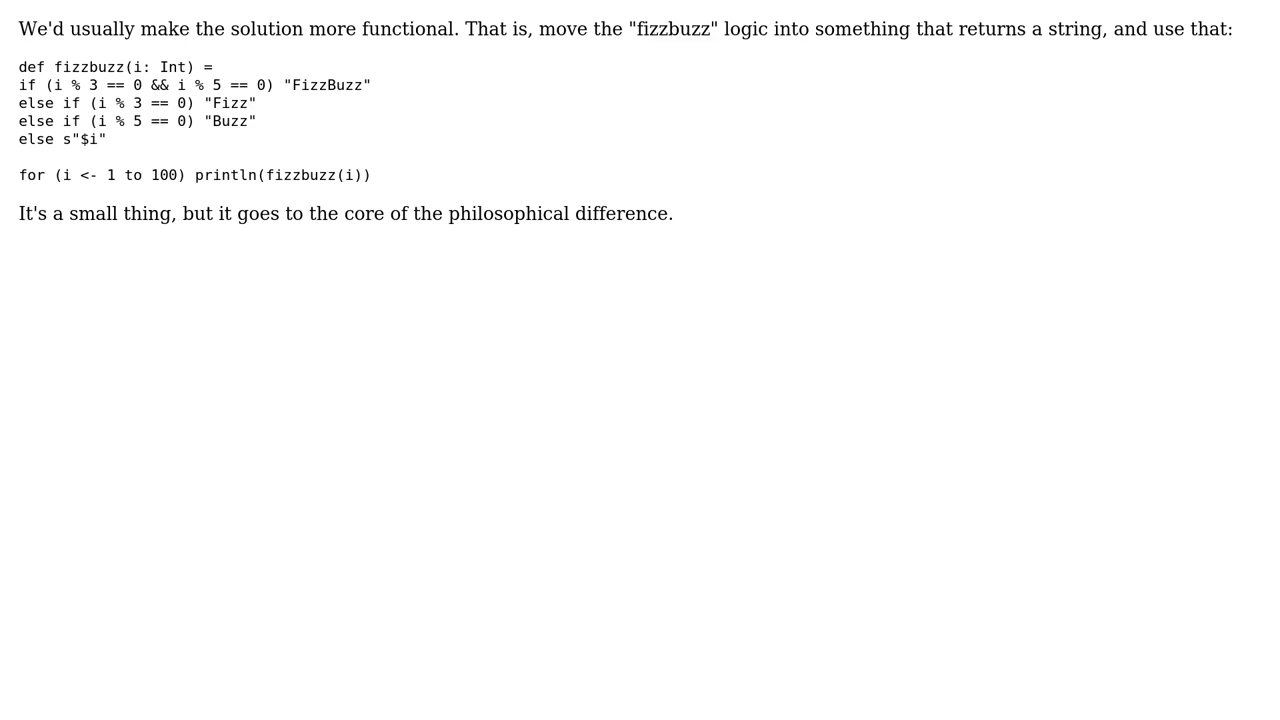 We'd usually make the solution more functional. That is, move the "fizzbuzz" logic into something that returns a string, and use that:
def fizzbuzz(i: Int) =
if (i % 3 == 0 && i % 5 == 0) "FizzBuzz"
else if (i % 3 == 0) "Fizz"
else if (i % 5 == 0) "Buzz"
else s"$i"
for (i <- 1 to 100) println(fizzbuzz(i))
It's a small thing, but it goes to the core of the philosophical difference.